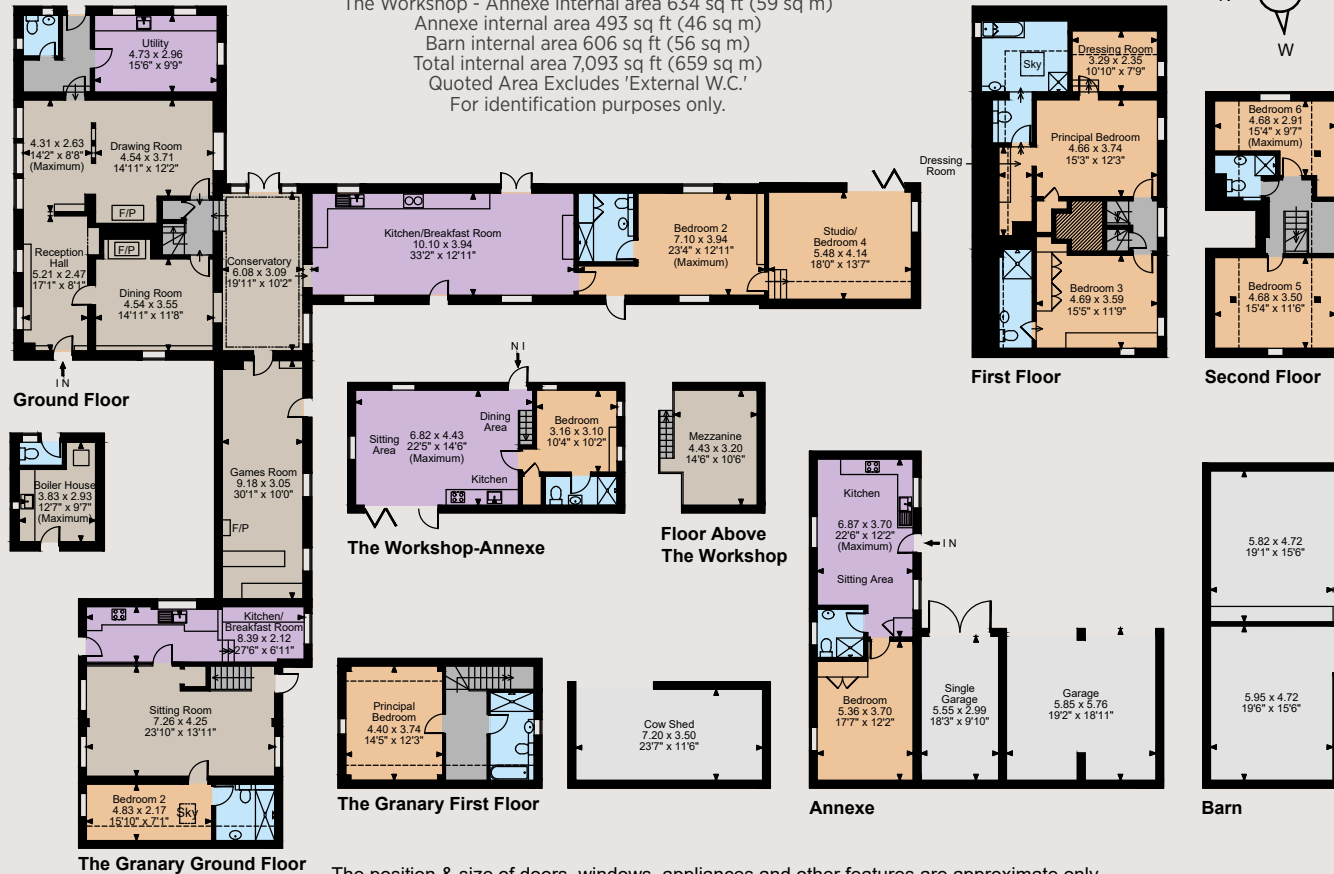 The Workshop - Annexe internal area 634 sq ft (59 sq m)
Annexe internal area 493 sq ft (46 sq m)
Barn internal area 606 sq ft (56 sq m)
Total internal area 7,093 sq ft (659 sq m)
Quoted Area Excludes 'External W.C.'
For identification purposes only.
W
Utility
4.73 x 2.96
15'6" x 9'9"
4.31 x 2.63
14'2" x 8'8"
(Maximum)
Drawing Room
4.54 x 3.71
14'11" x 12'2"
F/P
F/P
Reception
Hall
5.21 x 2.47
17'1" x 8'1"
Dining Room
4.54 x 3.55
14'11" x 11'8"
IN
Ground Floor
Conservatory
6.08 x 3.09
19'11" x 10'2"
Kitchen/Breakfast Room
10.10 x 3.94
33'2" x 12'11"
Bedroom 2
7.10 x 3.94
23'4" x 12'11"
(Maximum)
Studio/
Bedroom 4
5.48 x 4.14
18'0" x 13'7"
Sky
Dressing Room
3.29 x 2.35
10'10" x 7'9"
Principal Bedroom
4.66 x 3.74
15'3" x 12'3"
Dressing
Room
Bedroom 3
4.69 x 3.59
15'5" x 11'9"
First Floor
Bedroom 6
4.68 x 2.91
15'4" x 9'7"
(Maximum)
Bedroom 5
4.68 x 3.50
15'4" x 11'6"
Second Floor
Boiler House
3.83 x 2.93
12'7" x 9'7"
(Maximum)
Games Room
9.18 x 3.05
30'1" x 10'0"
F/P
IN
Sitting
Area
6.82 x 4.43
22'5" x 14'6"
(Maximum)
Dining
Area
Kitchen
Bedroom
3.16 x 3.10
10'4" x 10'2"
The Workshop-Annexe
Mezzanine
4.43 x 3.20
14'6" x 10'6"
Floor Above
The Workshop
Kitchen
6.87 x 3.70
22'6" x 12'2"
(Maximum)
IN
Sitting Area
Bedroom
5.36 x 3.70
17'7" x 12'2"
Single
Garage
5.55 x 2.99
18'3" x 9'10"
Garage
5.85 x 5.76
19'2" x 18'11"
Annexe
5.82 x 4.72
19'1" x 15'6"
5.95 x 4.72
19'6" x 15'6"
Barn
Kitchen/
Breakfast Room
8.39 x 2.12
27'6" x 6'11"
Sitting Room
7.26 x 4.25
23'10" x 13'11"
Bedroom 2
4.83 x 2.17
15'10" x 7'1"
Sky
The Granary Ground Floor
Principal
Bedroom
4.40 x 3.74
14'5" x 12'3"
The Granary First Floor
Cow Shed
7.20 x 3.50
23'7" x 11'6"
The position & size of doors, windows, appliances and other features are approximate only.